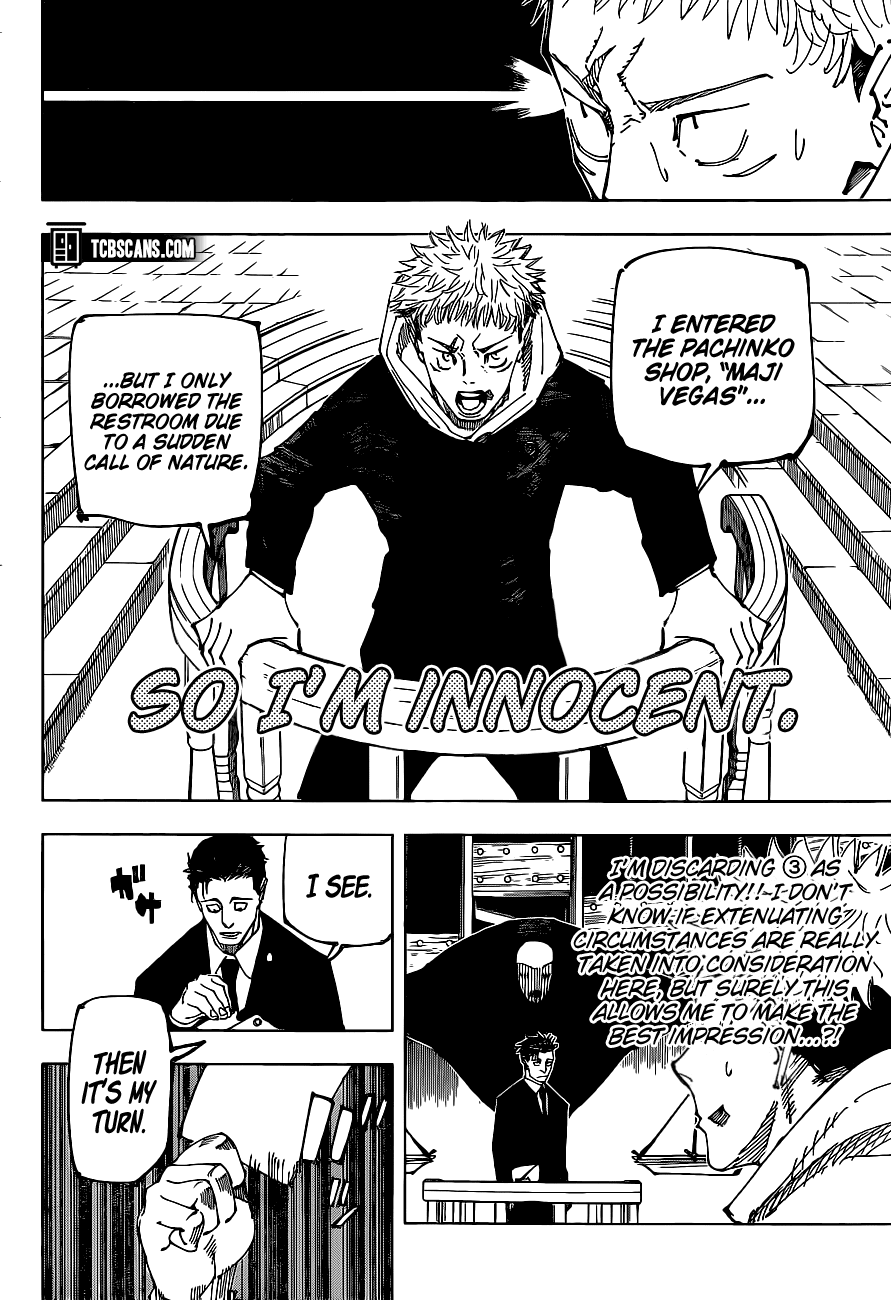 TCBSCANS.COM
I ENTERED
THE PACHINKO
SHOP, "MAJI
VEGAS"...
...BUT I ONLY
BORROWED THE
RESTROOM DUE
TO A SUDDEN
CALL OF NATURE.
SO I'M INNOCENT.
I'M DISCARDING ③ AS
A POSSIBILITY!! I DON'T
KNOW IF EXTENUATING
CIRCUMSTANCES ARE REALLY
TAKEN INTO CONSIDERATION
HERE, BUT SURELY THIS
ALLOWS ME TO MAKE THE
BEST IMPRESSION...?!
I SEE.
THEN
IT'S MY
TURN.